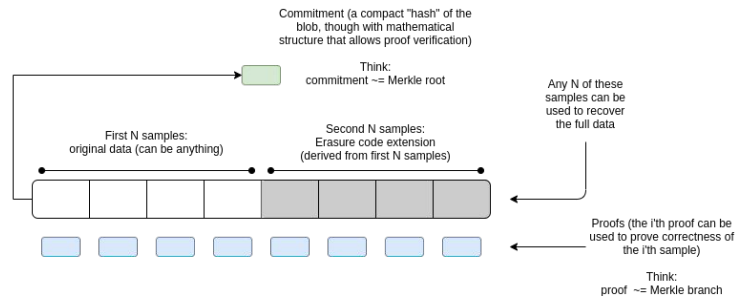 Commitment (a compact "hash" of the
blob, though with mathematical
structure that allows proof verification)
Think:
commitment ~= Merkle root
Any N of these
samples can be
used to recover
the full data
First N samples:
original data (can be anything)
Second N samples:
Erasure code extension
(derived from first N samples)
Proofs (the i'th proof can be
used to prove correctness of
the i'th sample)
Think:
proof ~= Merkle branch